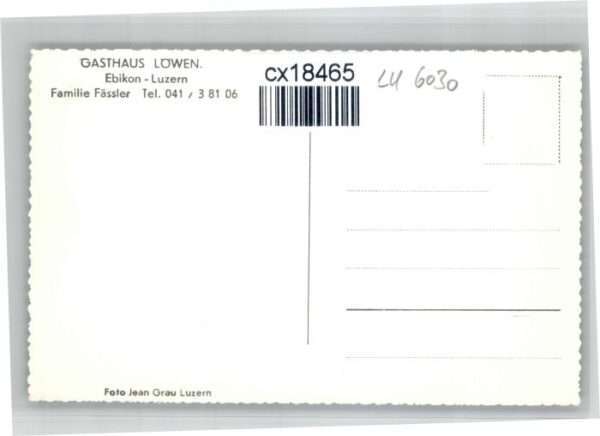 GASTHAUS LÖWEN.
Ebikon - Luzern
Familie Fässler Tel. 041 / 3 81 06
cx18465
LU 6030
Foto Jean Grau Luzern